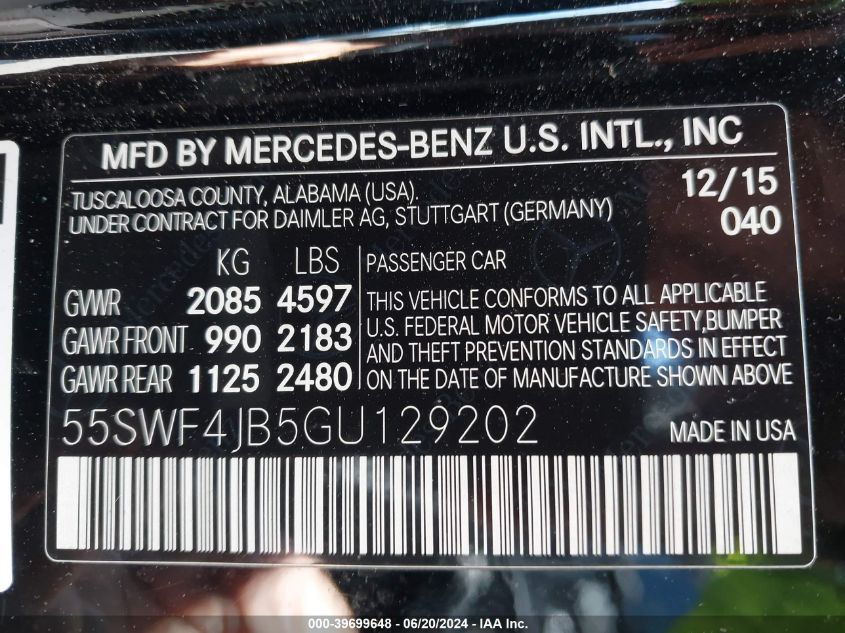 MFD BY MERCEDES-BENZ U.S. INTL., INC
TUSCALOOSA COUNTY, ALABAMA (USA).
UNDER CONTRACT FOR DAIMLER AG, STUTTGART (GERMANY)
12/15
040
KG LBS
GVWR 2085 4597
GAWR FRONT 990 2183
GAWR REAR 1125 2480
PASSENGER CAR
THIS VEHICLE CONFORMS TO ALL APPLICABLE
U.S. FEDERAL MOTOR VEHICLE SAFETY,BUMPER
AND THEFT PREVENTION STANDARDS IN EFFECT
ON THE DATE OF MANUFACTURE SHOWN ABOVE
55SWF4JB5GU129202
MADE IN USA
000-39699648 - 06/20/2024 - IAA Inc.